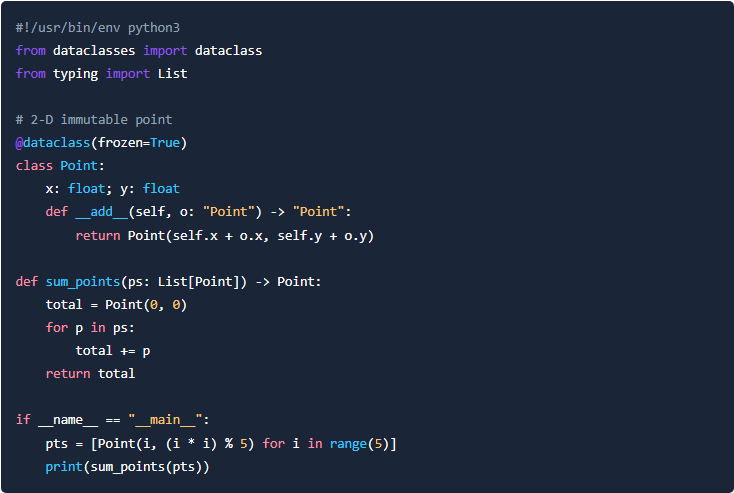 #!/usr/bin/env python3
from dataclasses import dataclass
from typing import List

# 2-D immutable point
@dataclass(frozen=True)
class Point:
    x: float; y: float
    def __add__(self, o: "Point") -> "Point":
        return Point(self.x + o.x, self.y + o.y)

def sum_points(ps: List[Point]) -> Point:
    total = Point(0, 0)
    for p in ps:
        total += p
    return total

if __name__ == "__main__":
    pts = [Point(i, (i * i) % 5) for i in range(5)]
    print(sum_points(pts))